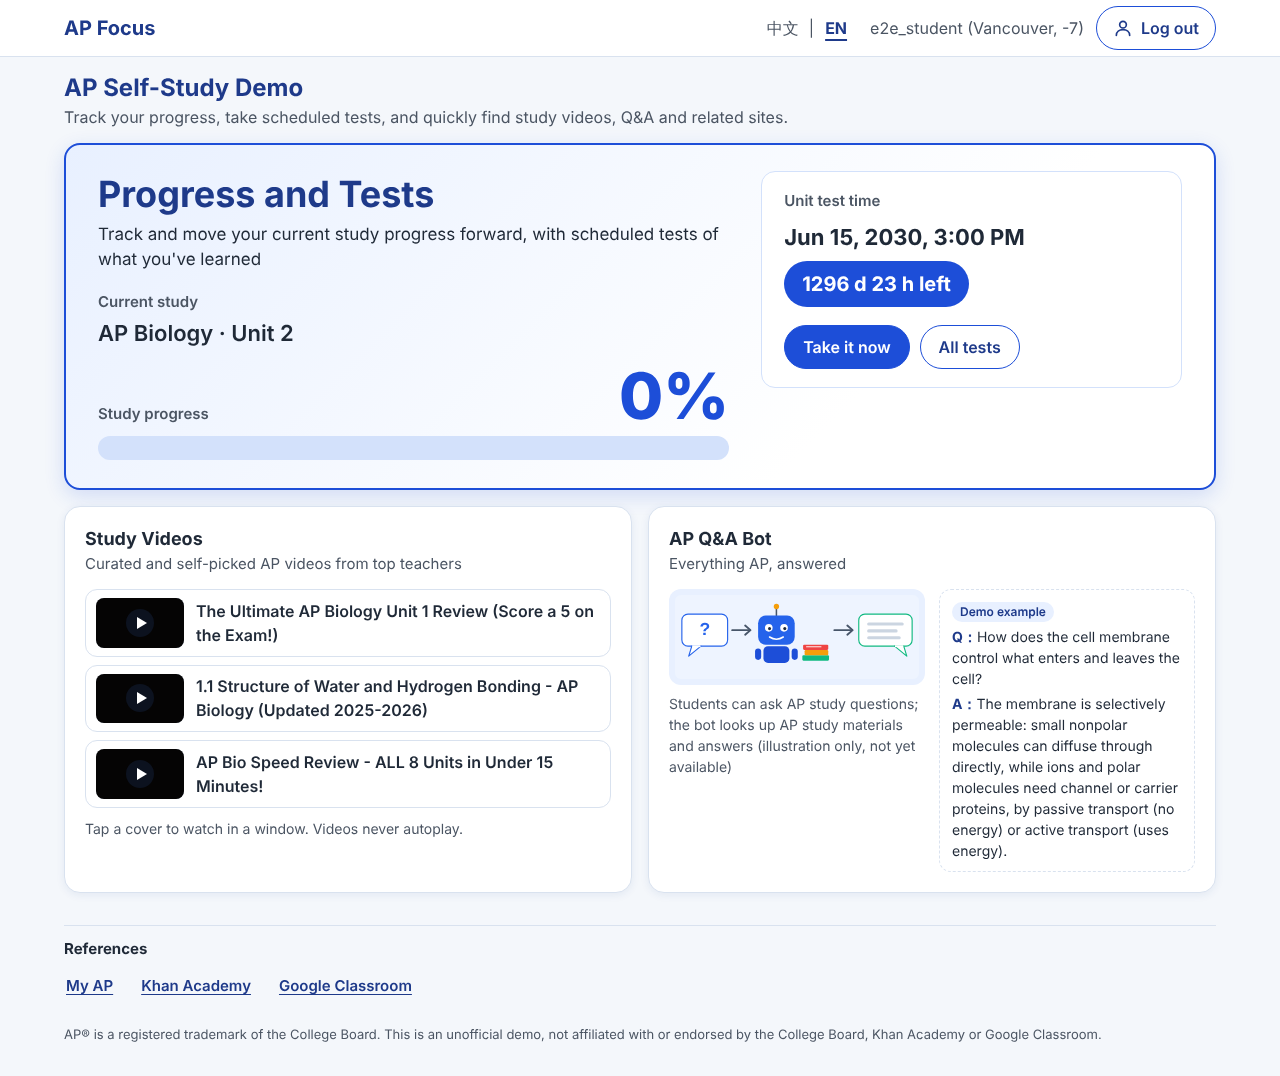 AP Focus
中文 | EN e2e_student (Vancouver, -7) Log out
AP Self-Study Demo
Track your progress, take scheduled tests, and quickly find study videos, Q&A and related sites.
Progress and Tests
Track and move your current study progress forward, with scheduled tests of
what you've learned
Current study
AP Biology · Unit 2
Study progress
0%
Unit test time
Jun 15, 2030, 3:00 PM
1296 d 23 h left
Take it now All tests
Study Videos
Curated and self-picked AP videos from top teachers
The Ultimate AP Biology Unit 1 Review (Score a 5 on
the Exam!)
1.1 Structure of Water and Hydrogen Bonding - AP
Biology (Updated 2025-2026)
AP Bio Speed Review - ALL 8 Units in Under 15
Minutes!
Tap a cover to watch in a window. Videos never autoplay.
AP Q&A Bot
Everything AP, answered
?
Students can ask AP study questions;
the bot looks up AP study materials
and answers (illustration only, not yet
available)
Demo example
Q：How does the cell membrane
control what enters and leaves the
cell?
A：The membrane is selectively
permeable: small nonpolar
molecules can diffuse through
directly, while ions and polar
molecules need channel or carrier
proteins, by passive transport (no
energy) or active transport (uses
energy).
References
My AP Khan Academy Google Classroom
AP® is a registered trademark of the College Board. This is an unofficial demo, not affiliated with or endorsed by the College Board, Khan Academy or Google Classroom.